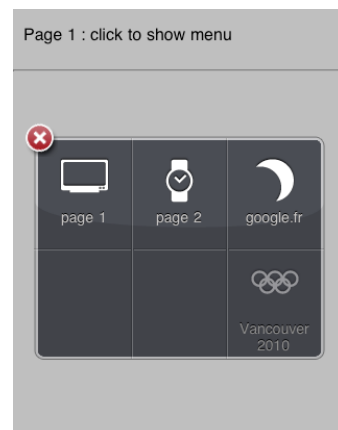 Page 1 : click to show menu
page 1
page 2
google.fr
Vancouver
2010